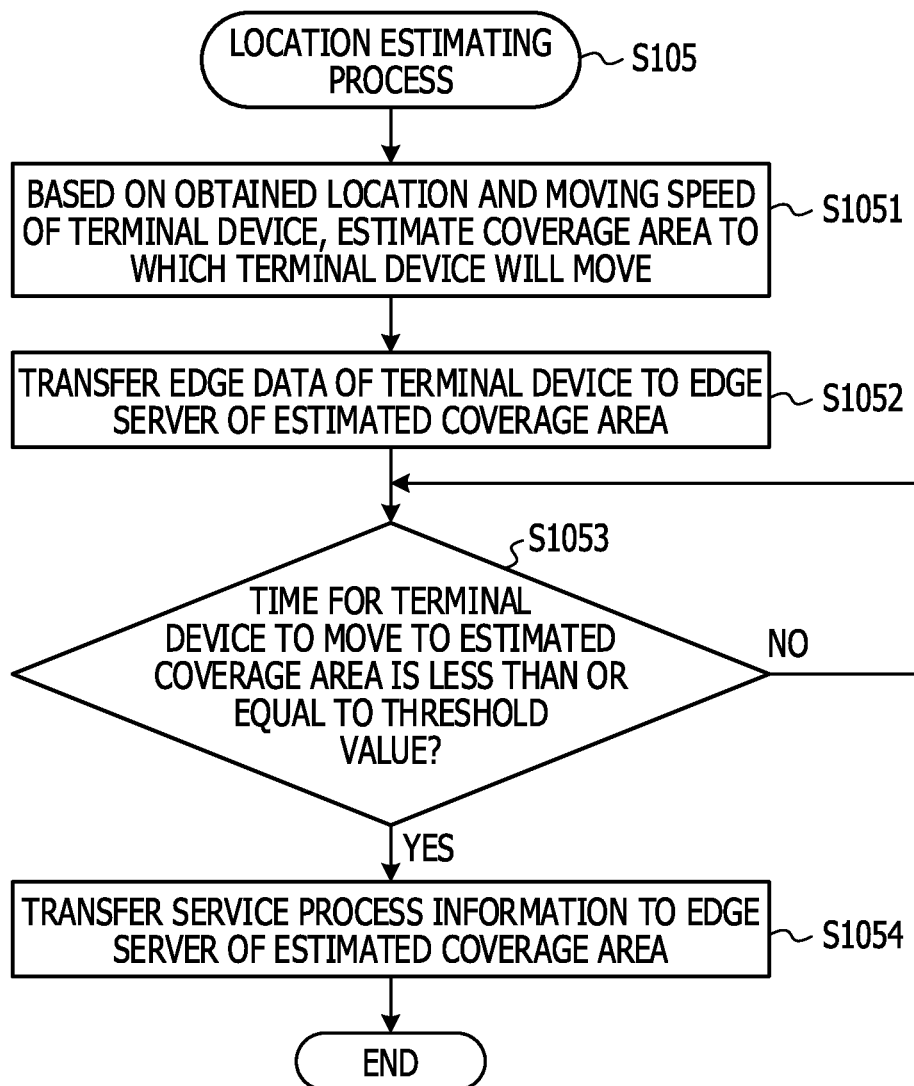 LOCATION ESTIMATING
PROCESS
S105
BASED ON OBTAINED LOCATION AND MOVING SPEED
OF TERMINAL DEVICE, ESTIMATE COVERAGE AREA TO
WHICH TERMINAL DEVICE WILL MOVE
S1051
TRANSFER EDGE DATA OF TERMINAL DEVICE TO EDGE
SERVER OF ESTIMATED COVERAGE AREA
S1052
S1053
TIME FOR TERMINAL
DEVICE TO MOVE TO ESTIMATED
COVERAGE AREA IS LESS THAN OR
EQUAL TO THRESHOLD
VALUE?
NO
YES
TRANSFER SERVICE PROCESS INFORMATION TO EDGE
SERVER OF ESTIMATED COVERAGE AREA
S1054
END